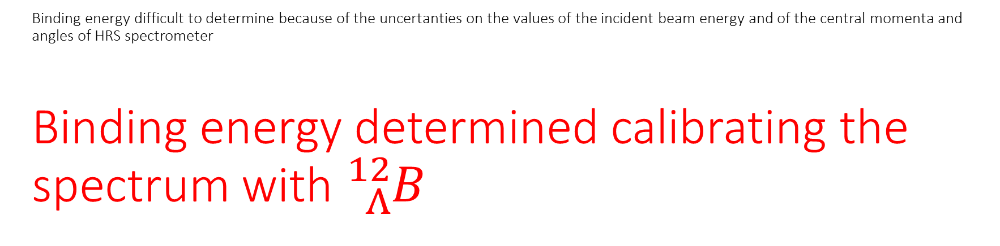 Binding energy difficult to determine because of the uncertanties on the values of the incident beam energy and of the central momenta and
angles of HRS spectrometer
Binding energy determined calibrating the
spectrum with $^{12}_{\Lambda}B$